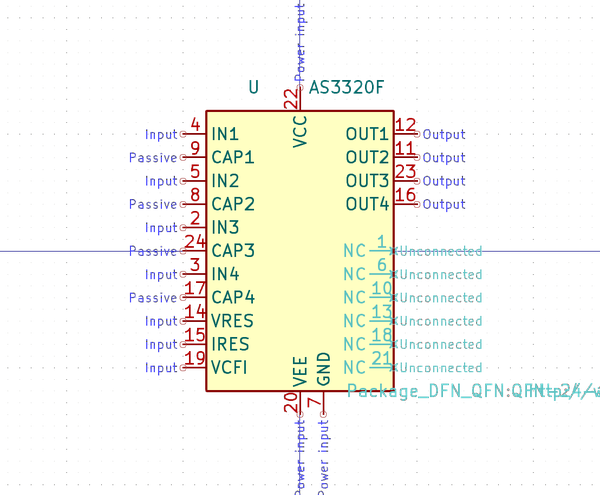 Power input
U AS3320F
22
VCC
Input 4 IN1 OUT1 12 Output
Passive 9 CAP1 OUT2 11 Output
Input 5 IN2 OUT3 23 Output
Passive 8 CAP2 OUT4 16 Output
Input 2 IN3
Passive 24 CAP3 NC 1 Unconnected
Input 3 IN4 NC 6 Unconnected
Passive 17 CAP4 NC 10 Unconnected
Input 14 VRES NC 13 Unconnected
Input 15 IRES NC 18 Unconnected
Input 19 VCFI NC 21 Unconnected
VEE GND
Package_DFN_QFN:QFN-24
20 7
Power input Power input